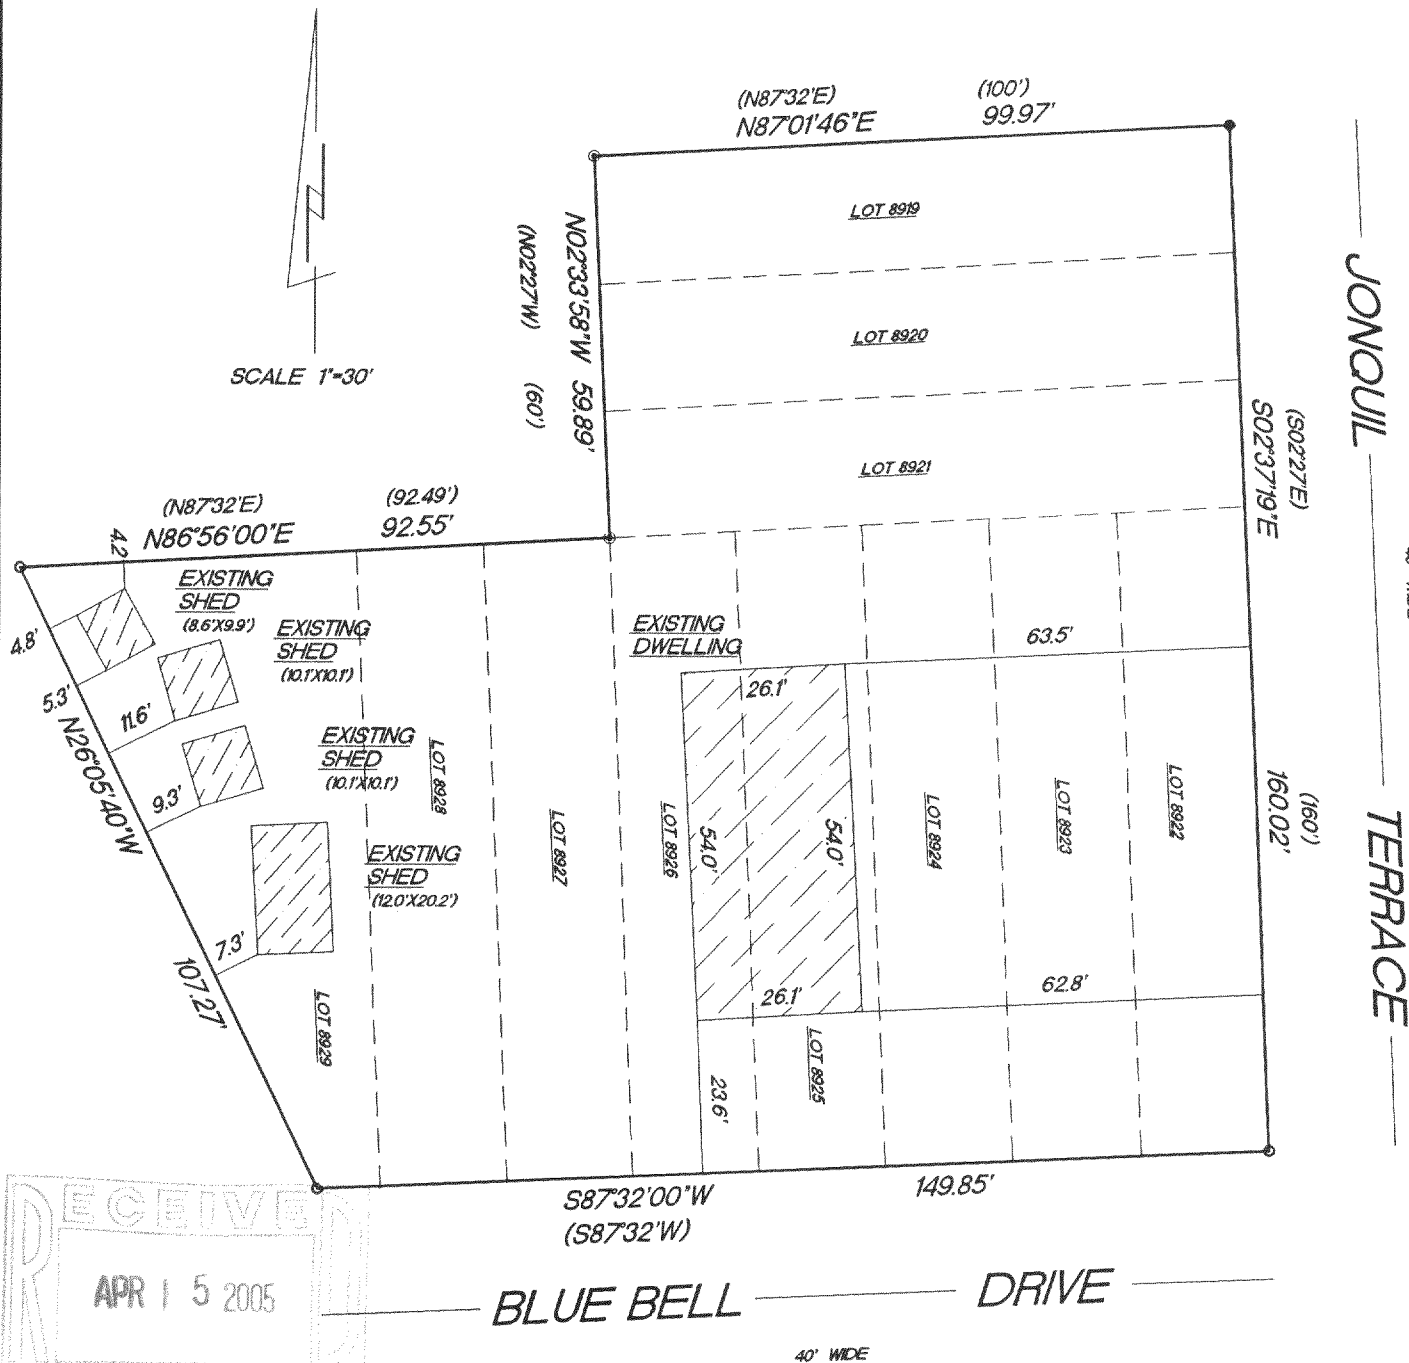 (N87°32'E) (100')
N87°01'46"E 99.97'
LOT 8919
LOT 8920
LOT 8921
N02°33'58"W 59.89'
(N02°27'W) (60')
SCALE 1"=30'
JONQUIL TERRACE
(S02°27'E)
S02°37'19"E
(160')
160.02'
(N87°32'E) (92.49')
N86°56'00"E 92.55'
4.2'
EXISTING
SHED
(8.6'X9.9')
EXISTING
SHED
(10.1'X10.1')
EXISTING
DWELLING
63.5'
4.8'
5.3'
11.6'
26.1'
N26°05'40"W
107.27'
EXISTING
SHED
(10.1'X10.1')
9.3'
LOT 8928
LOT 8927
LOT 8926
54.0'
54.0'
LOT 8924
LOT 8923
LOT 8922
EXISTING
SHED
(12.0'X20.2')
7.3'
26.1'
62.8'
LOT 8929
23.6'
LOT 8925
S87°32'00"W 149.85'
(S87°32'W)
RECEIVED
APR 15 2005
BLUE BELL DRIVE
40' WIDE